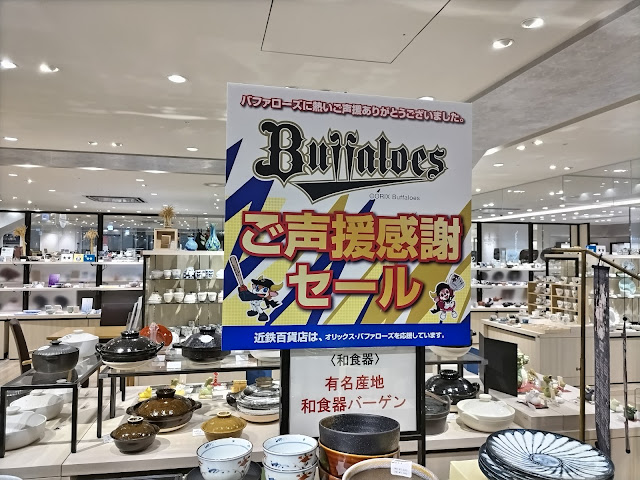 バファローズに熱いご声援ありがとうございました。
Buffaloes
©ORIX Buffaloes
ご声援感謝
セール
近鉄百貨店は、オリックス・バファローズを応援しています。
〈和食器〉
有名産地
和食器バーゲン